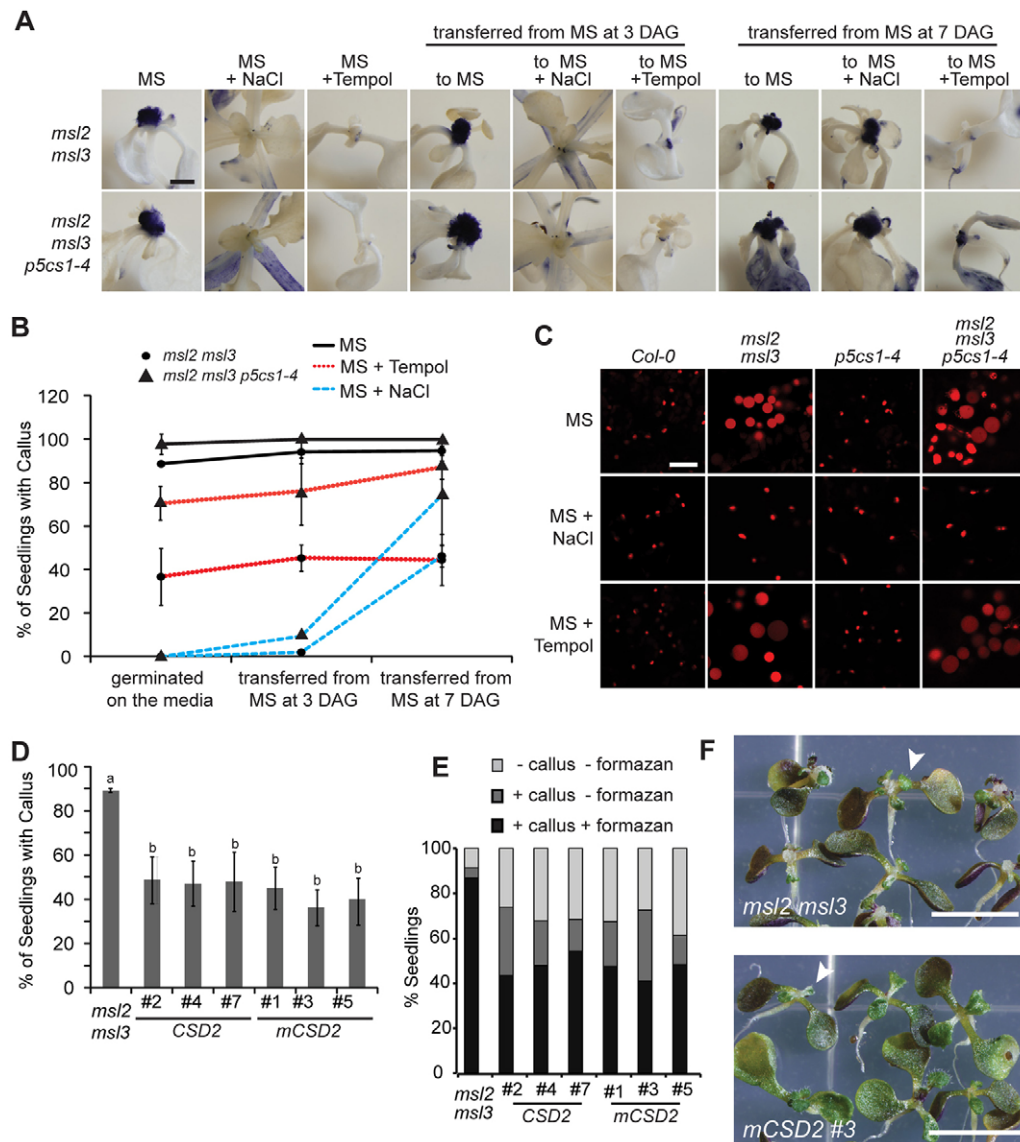 A
transferred from MS at 3 DAG
transferred from MS at 7 DAG
MS
MS + NaCl
MS +Tempol
to MS
to MS + NaCl
to MS +Tempol
to MS
to MS + NaCl
to MS +Tempol
msl2 msl3
msl2 msl3 p5cs1-4
B
msl2 msl3
msl2 msl3 p5cs1-4
MS
MS + Tempol
MS + NaCl
% of Seedlings with Callus
120
100
80
60
40
20
0
germinated on the media
transferred from MS at 3 DAG
transferred from MS at 7 DAG
C
Col-0
msl2 msl3
p5cs1-4
msl2 msl3 p5cs1-4
MS
MS + NaCl
MS + Tempol
D
% of Seedlings with Callus
100
80
60
40
20
0
a
b
b
b
b
b
b
msl2 msl3
#2
#4
#7
#1
#3
#5
CSD2
mCSD2
E
- callus - formazan
+ callus - formazan
+ callus + formazan
% Seedlings
100
80
60
40
20
0
msl2 msl3
#2
#4
#7
#1
#3
#5
CSD2
mCSD2
F
msl2 msl3
mCSD2 #3